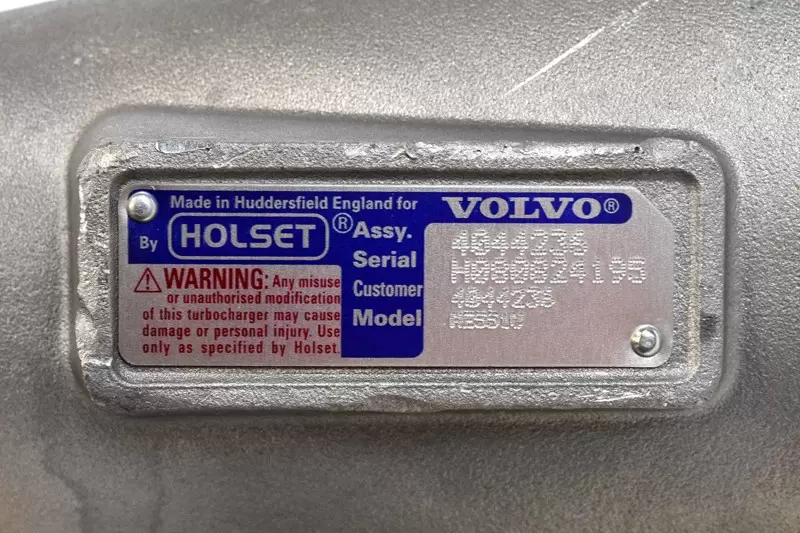 Made in Huddersfield England for VOLVO®
By HOLSET®
Assy. 4044236
Serial H080824195
Customer 4044236
Model HE551W
⚠WARNING: Any misuse
or unauthorised modification
of this turbocharger may cause
damage or personal injury. Use
only as specified by Holset.